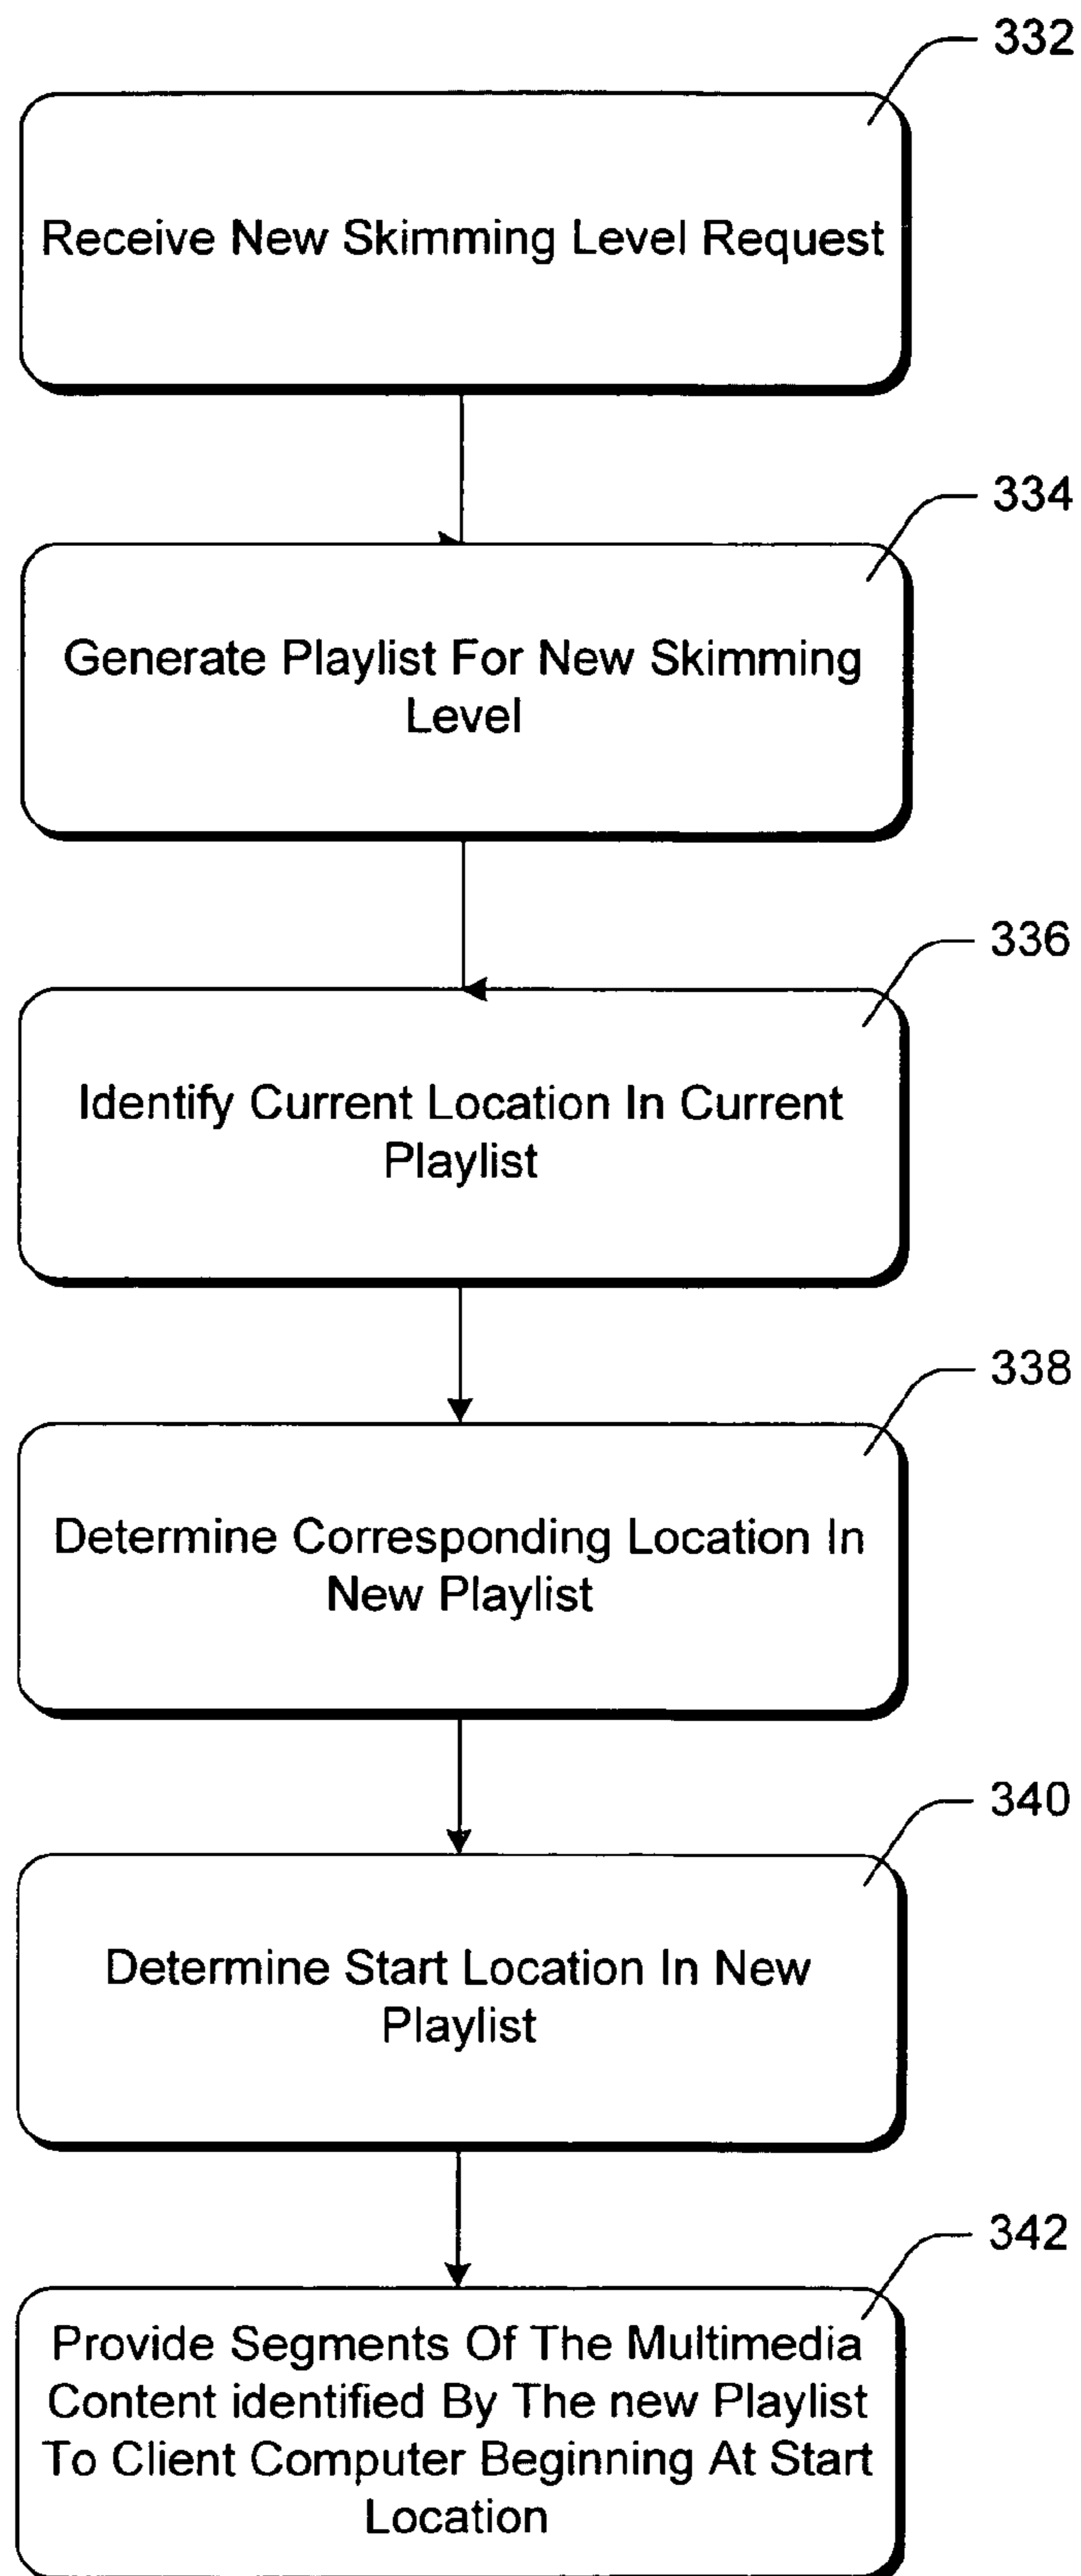 332
Receive New Skimming Level Request
334
Generate Playlist For New Skimming
Level
336
Identify Current Location In Current
Playlist
338
Determine Corresponding Location In
New Playlist
340
Determine Start Location In New
Playlist
342
Provide Segments Of The Multimedia
Content identified By The new Playlist
To Client Computer Beginning At Start
Location